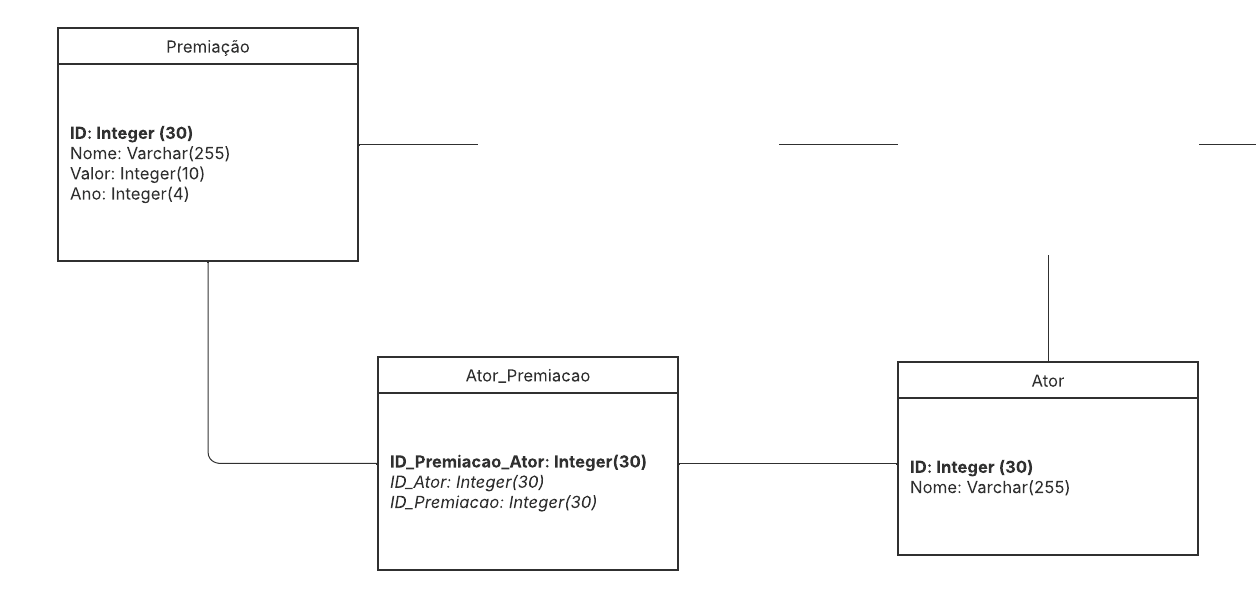 Premiação
ID: Integer (30)
Nome: Varchar(255)
Valor: Integer(10)
Ano: Integer(4)
Ator_Premiacao
ID_Premiacao_Ator: Integer(30)
ID_Ator: Integer(30)
ID_Premiacao: Integer(30)
Ator
ID: Integer (30)
Nome: Varchar(255)